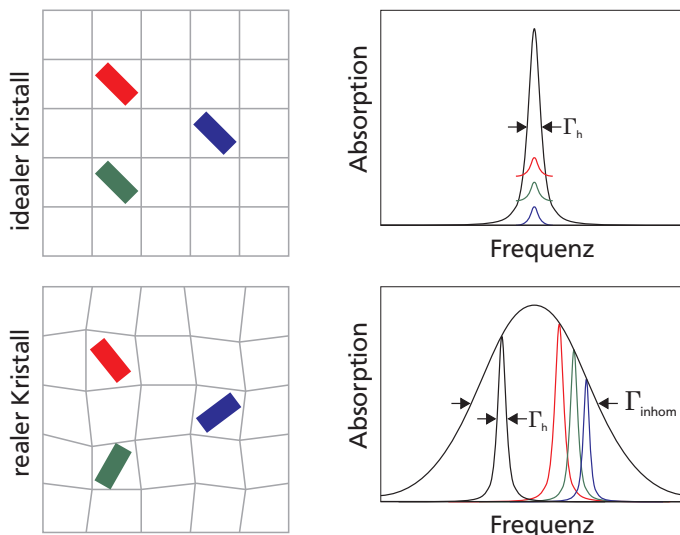 idealer Kristall
Absorption
Γh
Frequenz
realer Kristall
Absorption
Γh
Γinhom
Frequenz